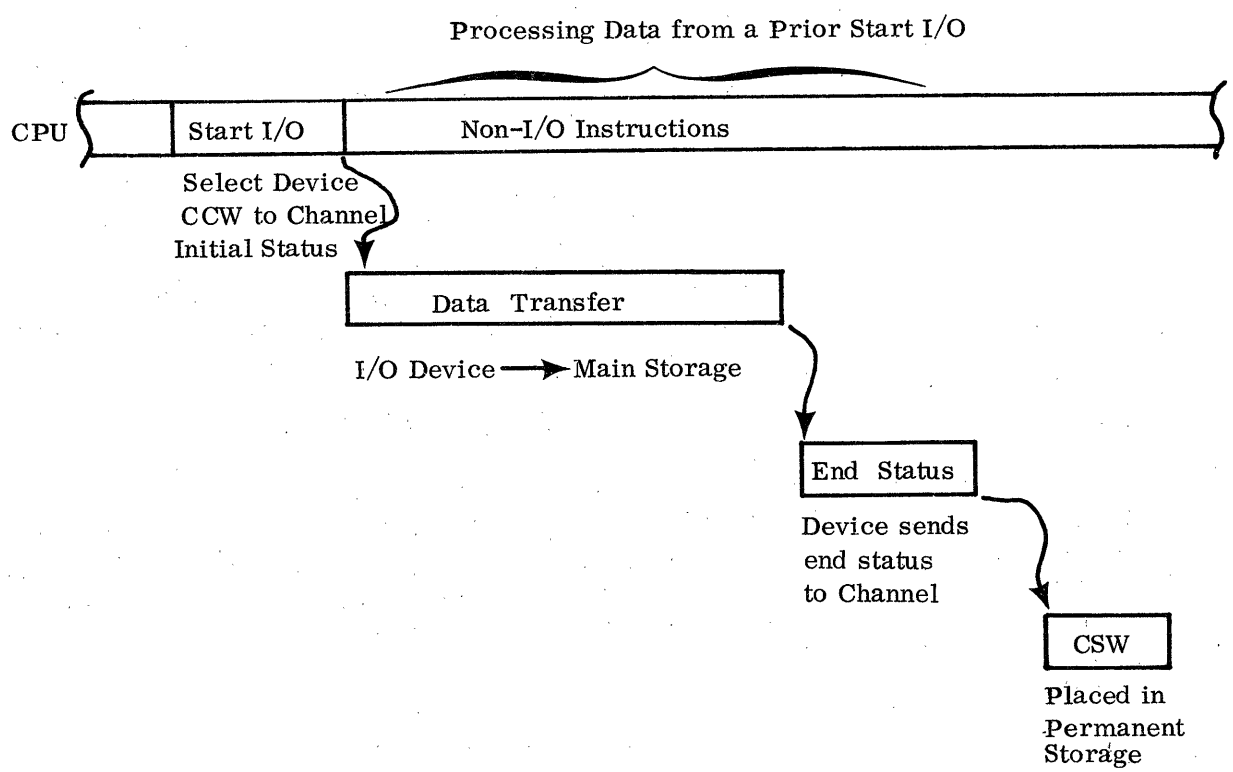 Processing Data from a Prior Start I/O
CPU
Start I/O
Non-I/O Instructions
Select Device
CCW to Channel
Initial Status
Data Transfer
I/O Device
Main Storage
End Status
Device sends
end status
to Channel
CSW
Placed in
Permanent
Storage